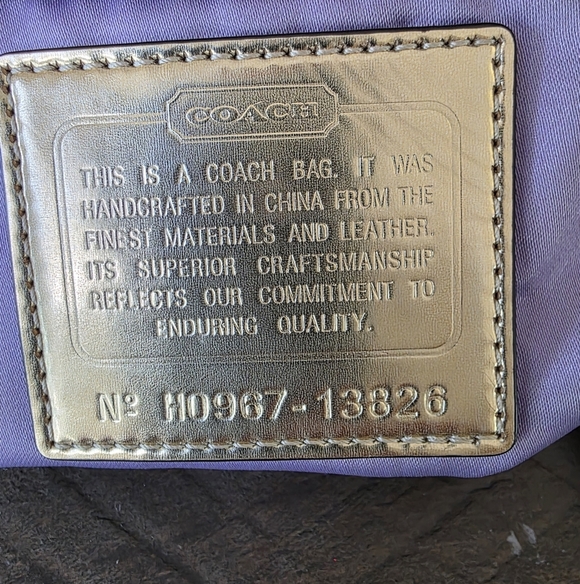 COACH
THIS IS A COACH BAG. IT WAS
HANDCRAFTED IN CHINA FROM THE
FINEST MATERIALS AND LEATHER.
ITS SUPERIOR CRAFTSMANSHIP
REFLECTS OUR COMMITMENT TO
ENDURING QUALITY.
Nº H0967-13826